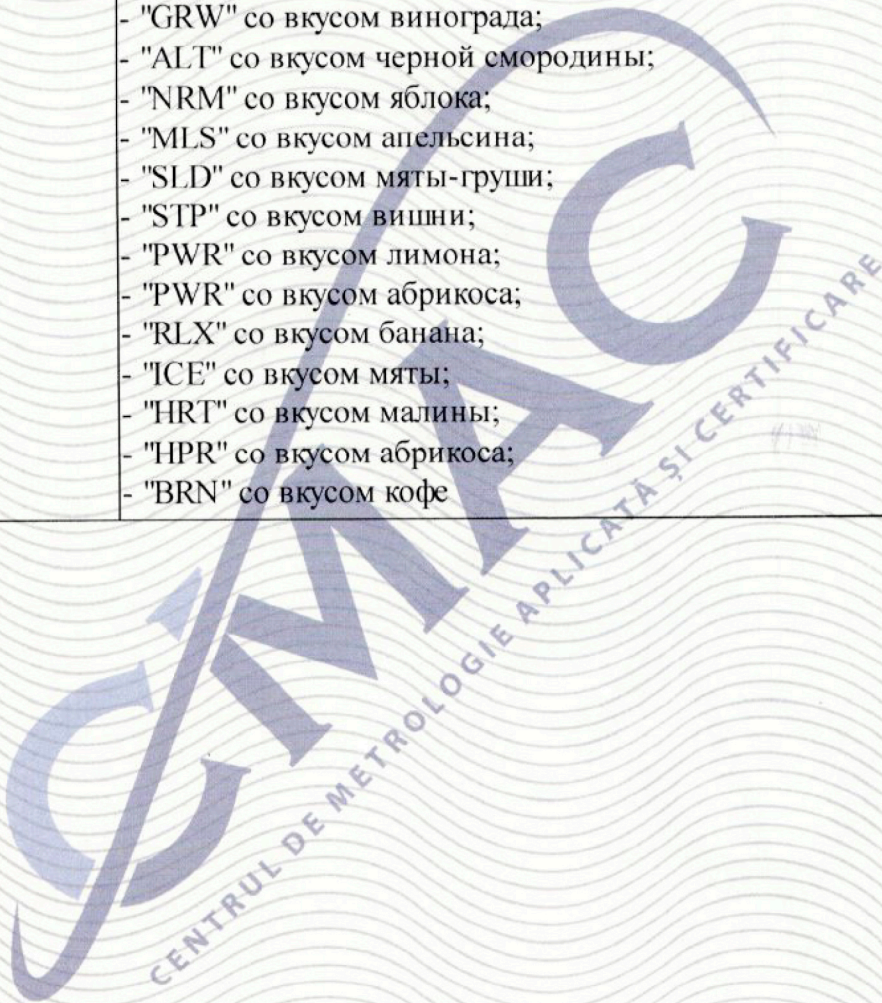 - "GRW" со вкусом винограда;
- "ALT" со вкусом черной смородины;
- "NRM" со вкусом яблока;
- "MLS" со вкусом апельсина;
- "SLD" со вкусом мяты-груши;
- "STP" со вкусом вишни;
- "PWR" со вкусом лимона;
- "PWR" со вкусом абрикоса;
- "RLX" со вкусом банана;
- "ICE" со вкусом мяты;
- "HRT" со вкусом малины;
- "HPR" со вкусом абрикоса;
- "BRN" со вкусом кофе
CMAC
CENTRUL DE METROLOGIE APLICATĂ ȘI CERTIFICARE